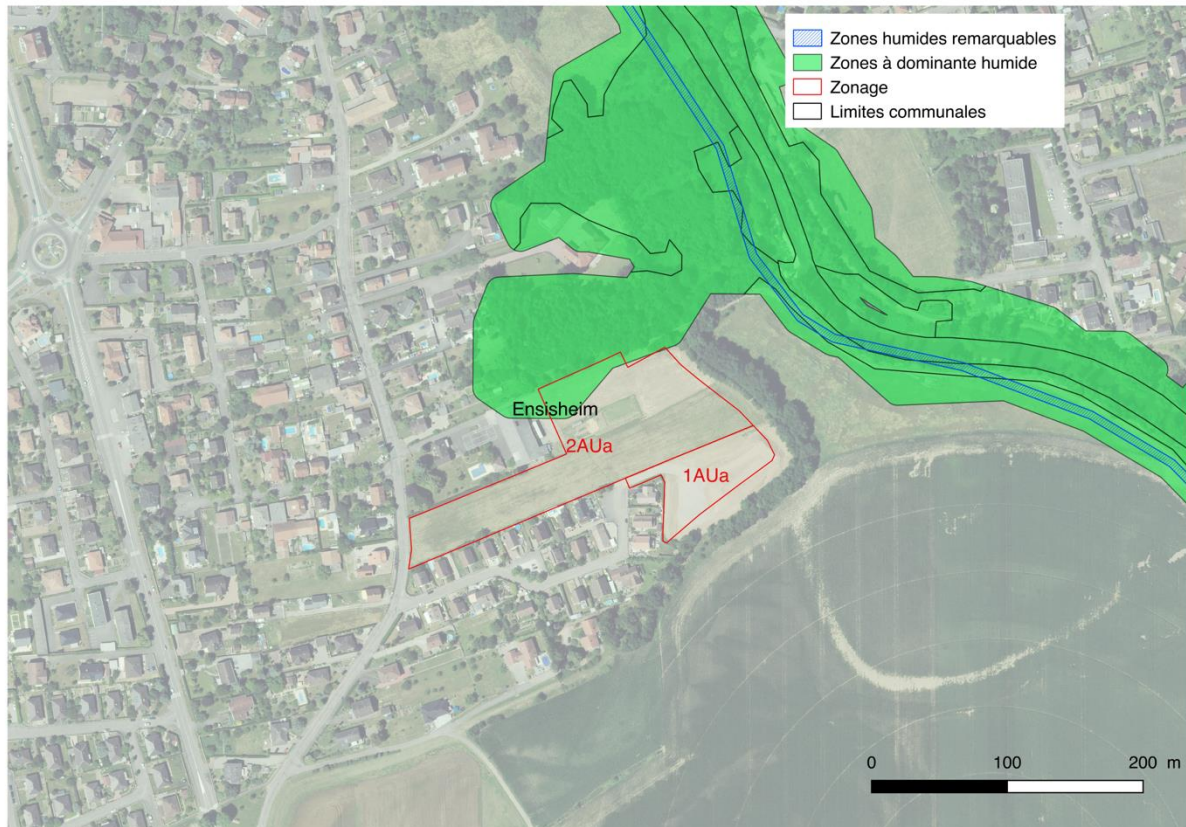 Zones humides remarquables
Zones à dominante humide
Zonage
Limites communales
Ensisheim
2AUa
1AUa
0 100 200 m